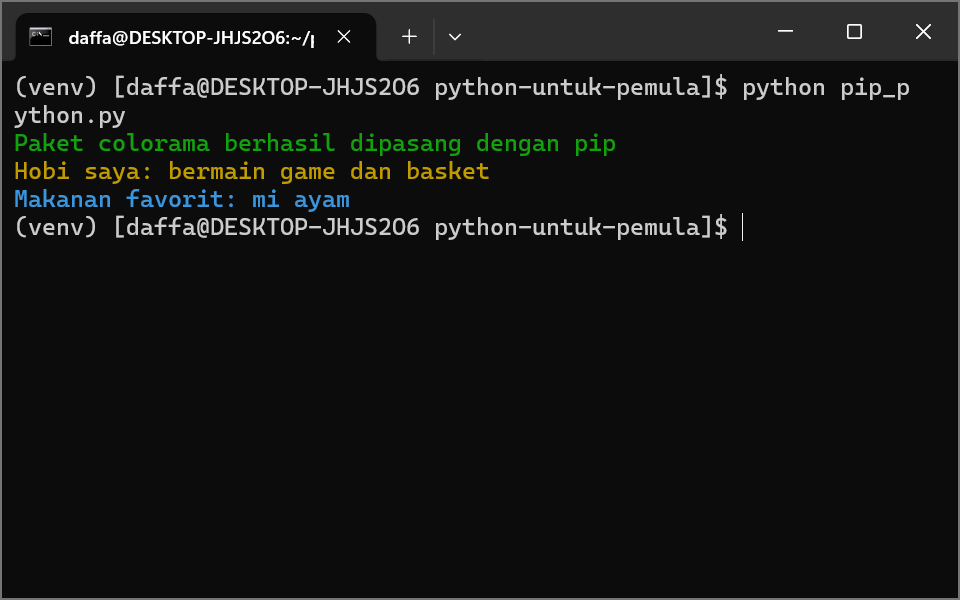 daffa@DESKTOP-JHJS2O6:~/p
(venv) [daffa@DESKTOP-JHJS2O6 python-untuk-pemula]$ python pip_p
ython.py
Paket colorama berhasil dipasang dengan pip
Hobi saya: bermain game dan basket
Makanan favorit: mi ayam
(venv) [daffa@DESKTOP-JHJS2O6 python-untuk-pemula]$